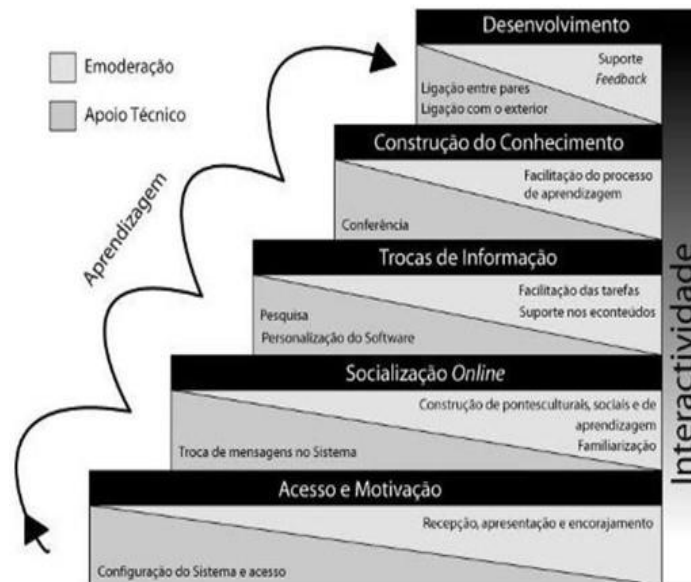 Emoderação
Apoio Técnico
Aprendizagem
Desenvolvimento
Suporte
Feedback
Ligação entre pares
Ligação com o exterior
Construção do Conhecimento
Facilitação do processo
de aprendizagem
Conferência
Trocas de Informação
Facilitação das tarefas
Suporte nos econteúdos
Pesquisa
Personalização do Software
Socialização Online
Construção de pontesculturais, sociais e de
aprendizagem
Familiarização
Troca de mensagens no Sistema
Acesso e Motivação
Recepção, apresentação e encorajamento
Configuração do Sistema e acesso
Interactividade